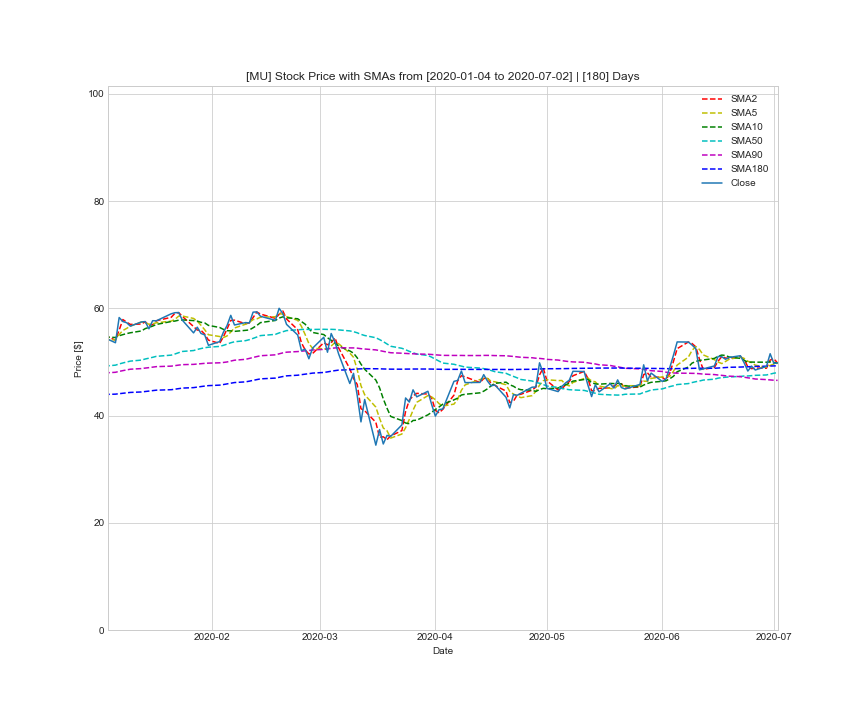 [MU] Stock Price with SMAs from [2020-01-04 to 2020-07-02] | [180] Days
100
80
60
40
20
0
Price [$]
SMA2
SMA5
SMA10
SMA50
SMA90
SMA180
Close
2020-02
2020-03
2020-04
2020-05
2020-06
2020-07
Date